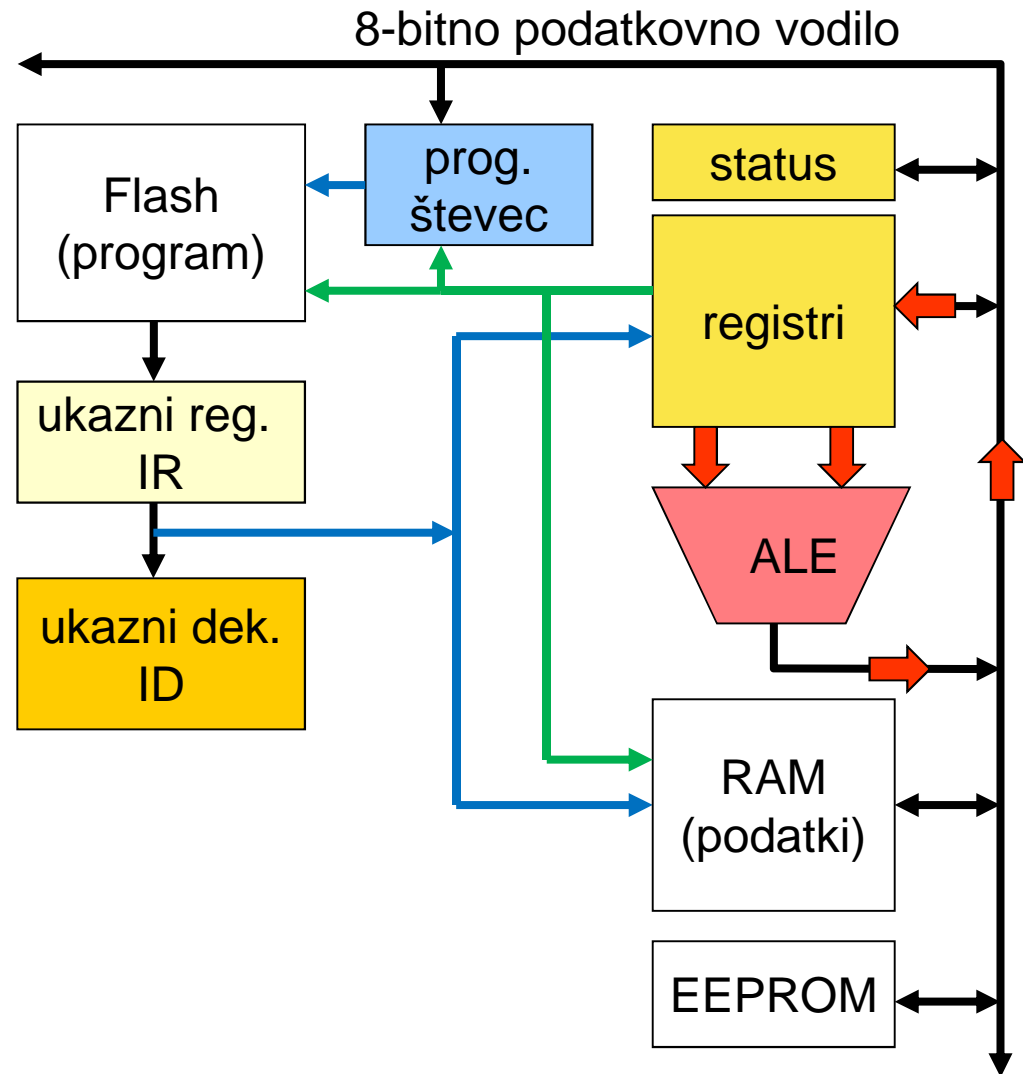 8-bitno podatkovno vodilo
Flash
(program)
prog.
števec
status
registri
ukazni reg.
IR
ALE
ukazni dek.
ID
RAM
(podatki)
EEPROM